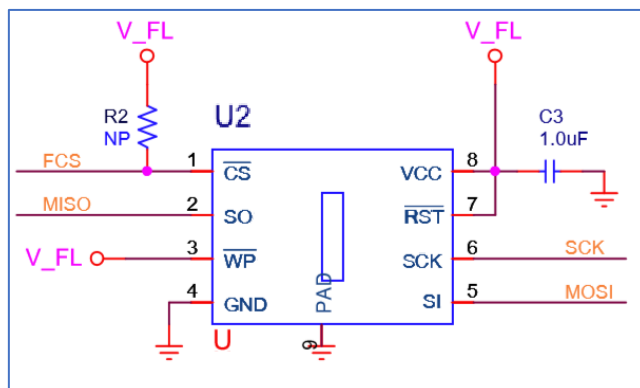 V_FL
V_FL
R2
NP
U2
C3
1.0uF
FCS
1
CS
VCC
8
MISO
2
SO
RST
7
V_FL
3
WP
SCK
6
SCK
4
GND
PAD
SI
5
MOSI
U
9